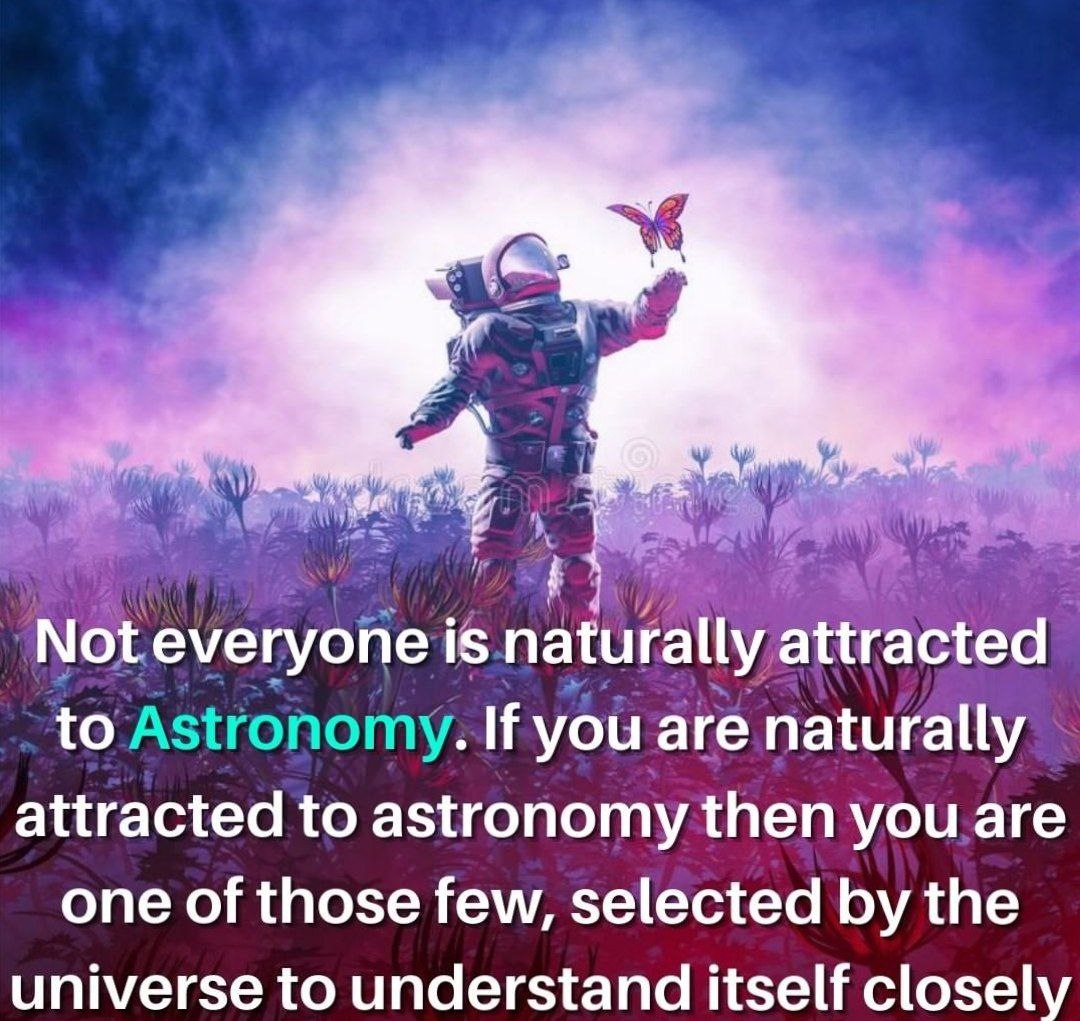 Not everyone is naturally attracted
to Astronomy. If you are naturally
attracted to astronomy then you are
one of those few, selected by the
universe to understand itself closely